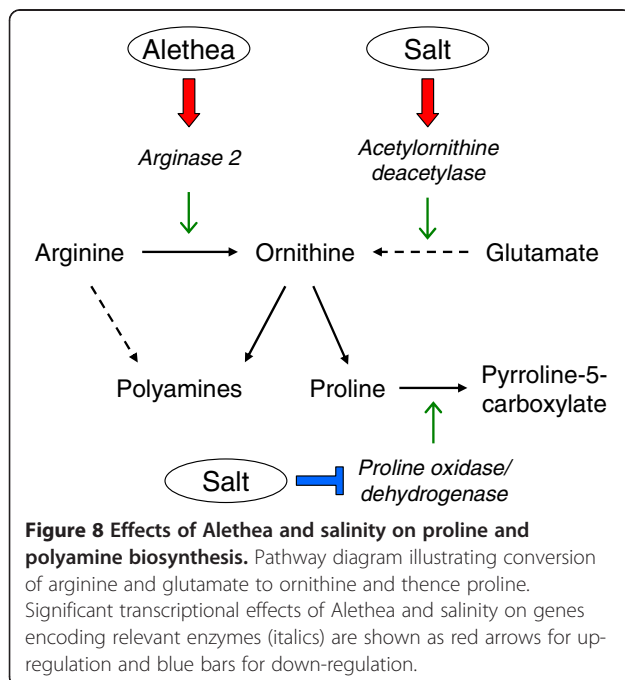 Alethea
Salt
Arginase 2
Acetylornithine
deacetylase
Arginine
Ornithine
Glutamate
Polyamines
Proline
Pyrroline-5-
carboxylate
Salt
Proline oxidase/
dehydrogenase
Figure 8 Effects of Alethea and salinity on proline and
polyamine biosynthesis. Pathway diagram illustrating conversion
of arginine and glutamate to ornithine and thence proline.
Significant transcriptional effects of Alethea and salinity on genes
encoding relevant enzymes (italics) are shown as red arrows for up-
regulation and blue bars for down-regulation.